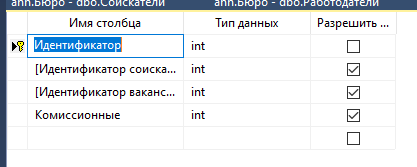 ann.Бюро - dbo.Соискатели ann.Бюро - dbo.Работодатели
Имя столбца Тип данных Разрешить ...
Идентификатор int
[Идентификатор соиска... int
[Идентификатор ваканс... int
Комиссионные int